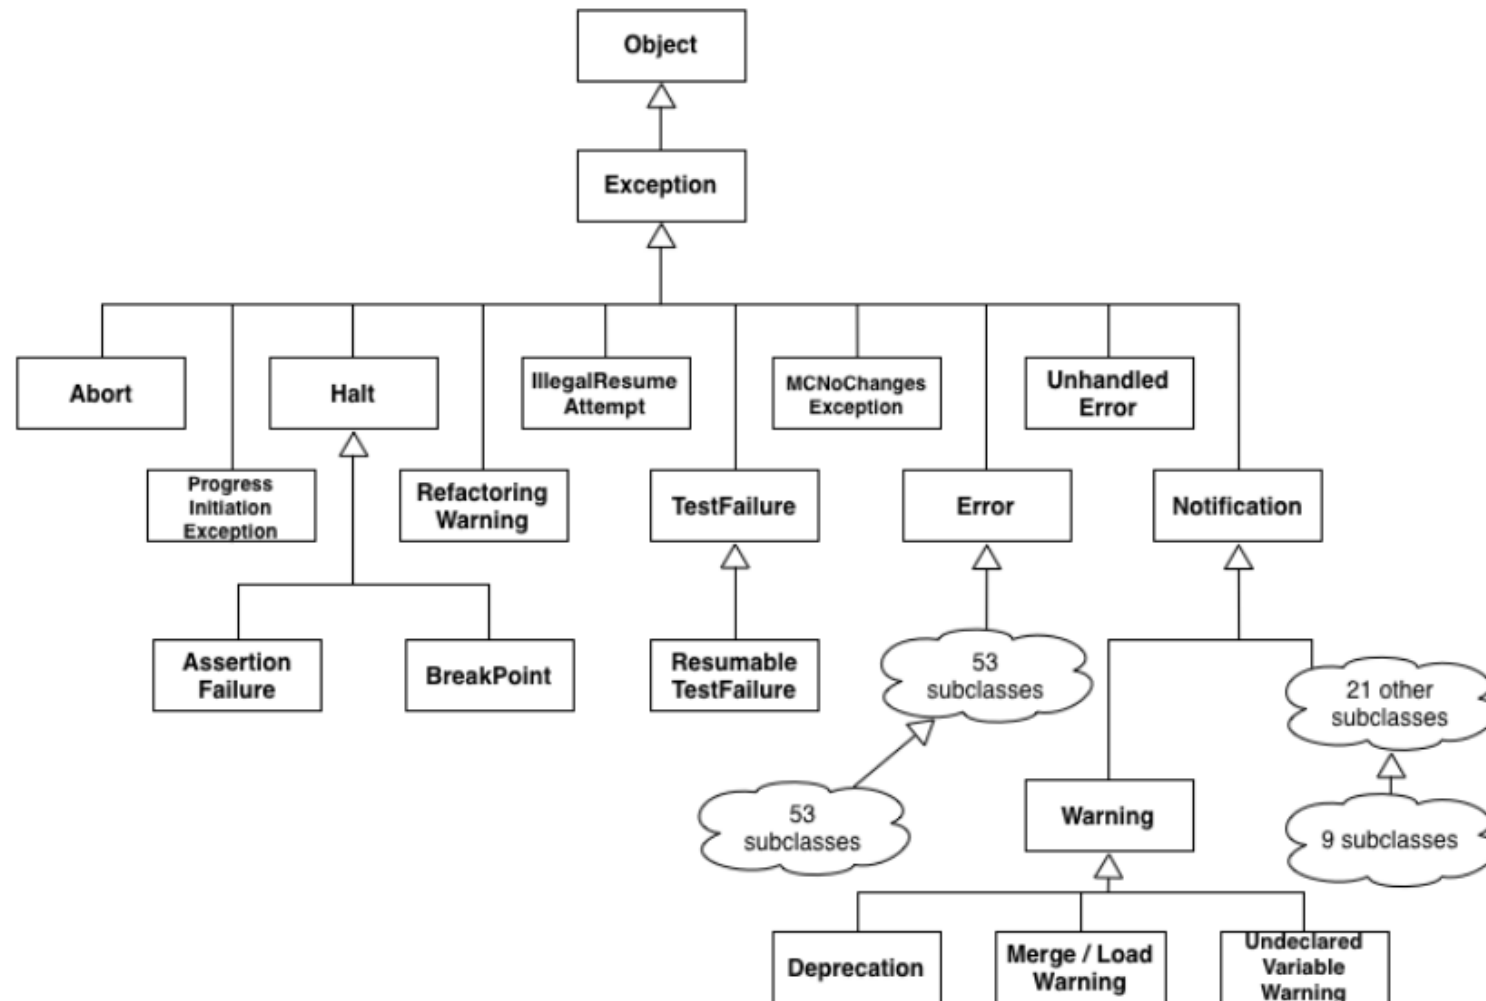 Object
Exception
Abort
Halt
IllegalResume
Attempt
MCNoChanges
Exception
Unhandled
Error
Progress
Initiation
Exception
Refactoring
Warning
TestFailure
Error
Notification
Assertion
Failure
BreakPoint
Resumable
TestFailure
53
subclasses
21 other
subclasses
53
subclasses
Warning
9 subclasses
Deprecation
Merge / Load
Warning
Undeclared
Variable
Warning